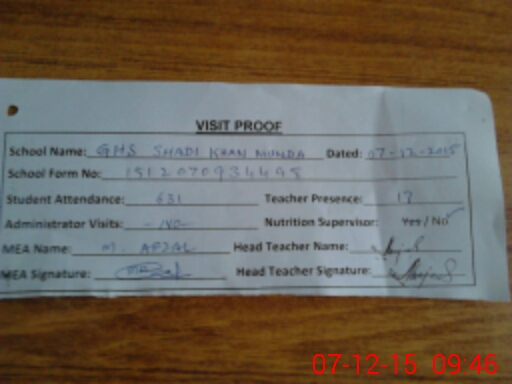 VISIT PROOF
School Name: GHS SHADI KHAN MUNDA Dated: 07-12-2015
School Form No:
Student Attendance: 631 Teacher Presence:
Administrator Visits: -No- Nutrition Supervisor: Yes / No
MEA Name: M. AFZAL Head Teacher Name:
MEA Signature: Head Teacher Signature:
07-12-15 09:46